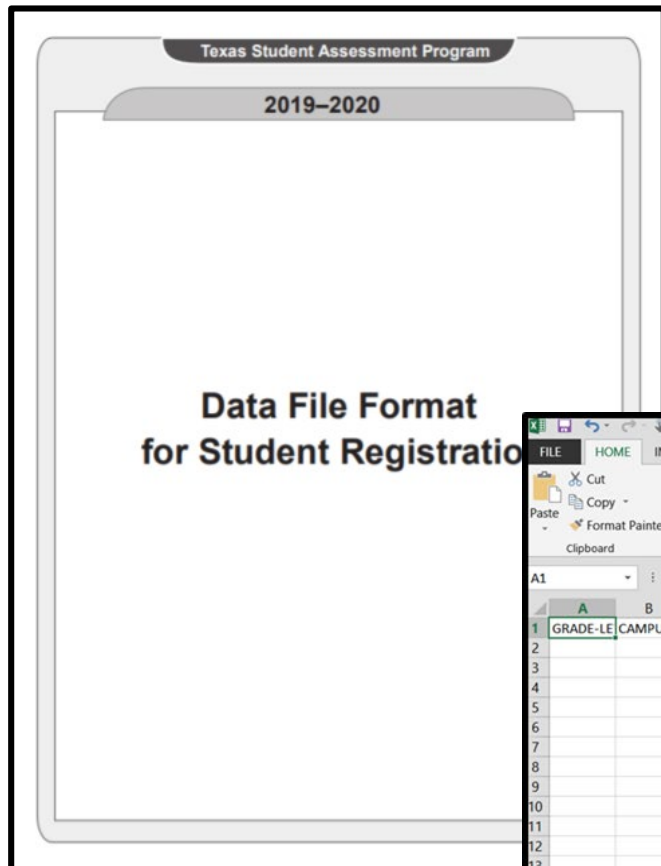 Texas Student Assessment Program
2019–2020
Data File Format
for Student Registratio
FILE HOME
Cut
Copy
Paste
Format Painte
Clipboard
A1
A B
1 GRADE-LE CAMPU
2
3
4
5
6
7
8
9
10
11
12
13